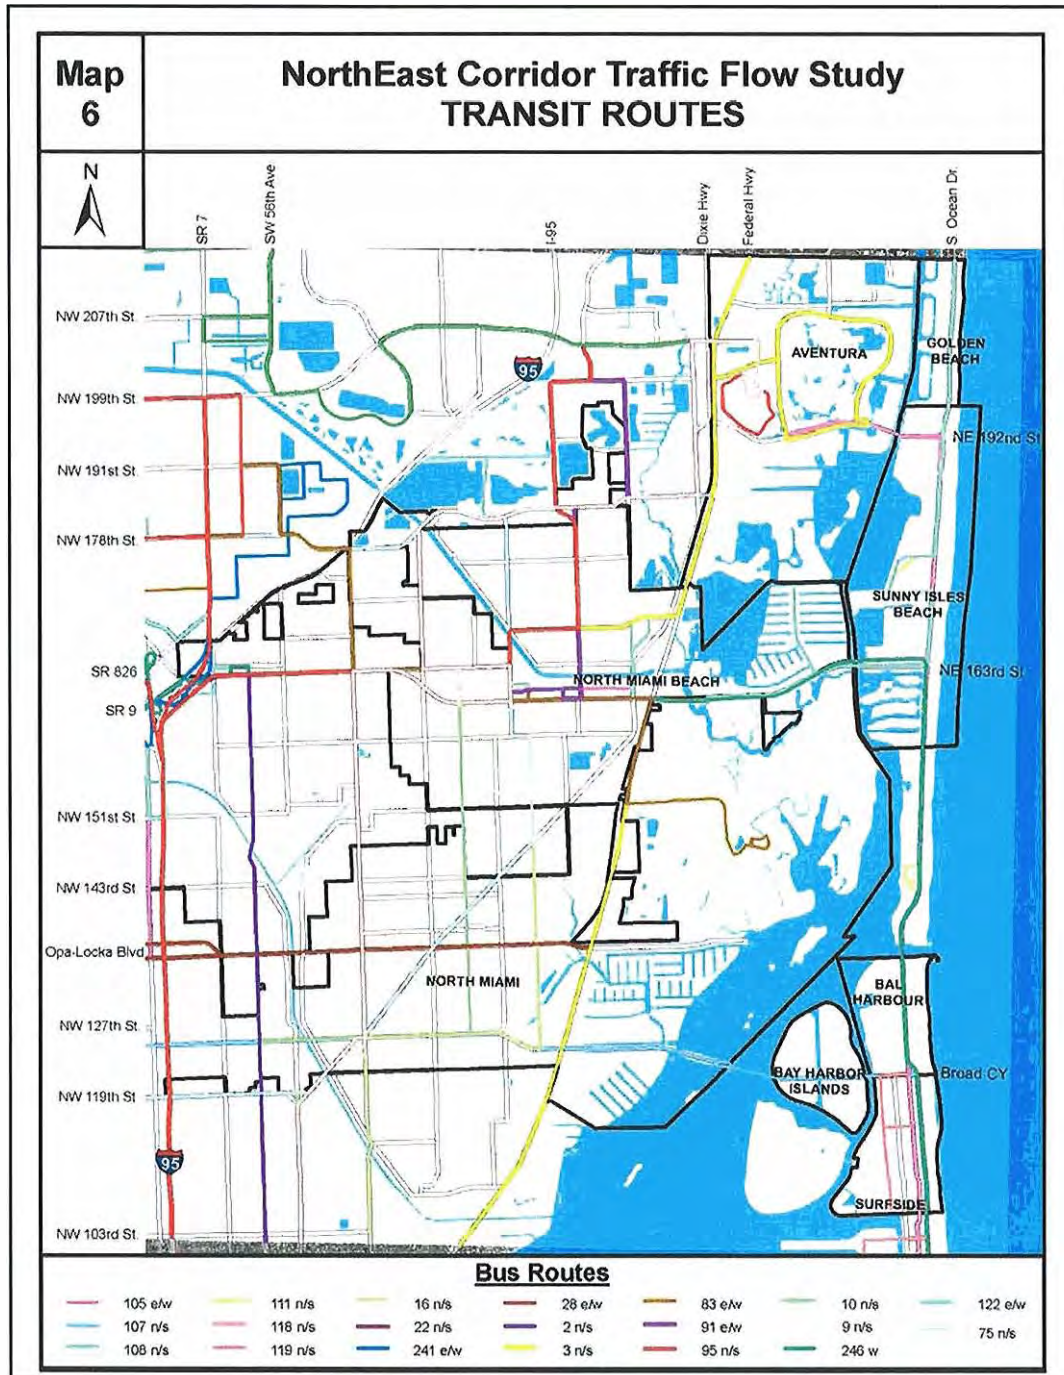 Map
6
NorthEast Corridor Traffic Flow Study
TRANSIT ROUTES
N
SR 7
SW 56th Ave
I-95
Dixie Hwy
Federal Hwy
S. Ocean Dr.
NW 207th St.
NW 199th St.
NW 191st St.
NW 178th St.
SR 826
SR 9
NW 151st St.
NW 143rd St.
Opa-Locka Blvd
NW 127th St.
NW 119th St.
NW 103rd St.
95
AVENTURA
GOLDEN
BEACH
NE 192nd St
SUNNY ISLES
BEACH
NE 163rd St
NORTH MIAMI BEACH
NORTH MIAMI
BAL
HARBOUR
BAY HARBOR
ISLANDS
Broad CY
SURFSIDE
95
Bus Routes
105 e/w 111 n/s 16 n/s 28 e/w 83 e/w 10 n/s 122 e/w
107 n/s 118 n/s 22 n/s 2 n/s 91 e/w 9 n/s 75 n/s
108 n/s 119 n/s 241 e/w 3 n/s 95 n/s 246 w